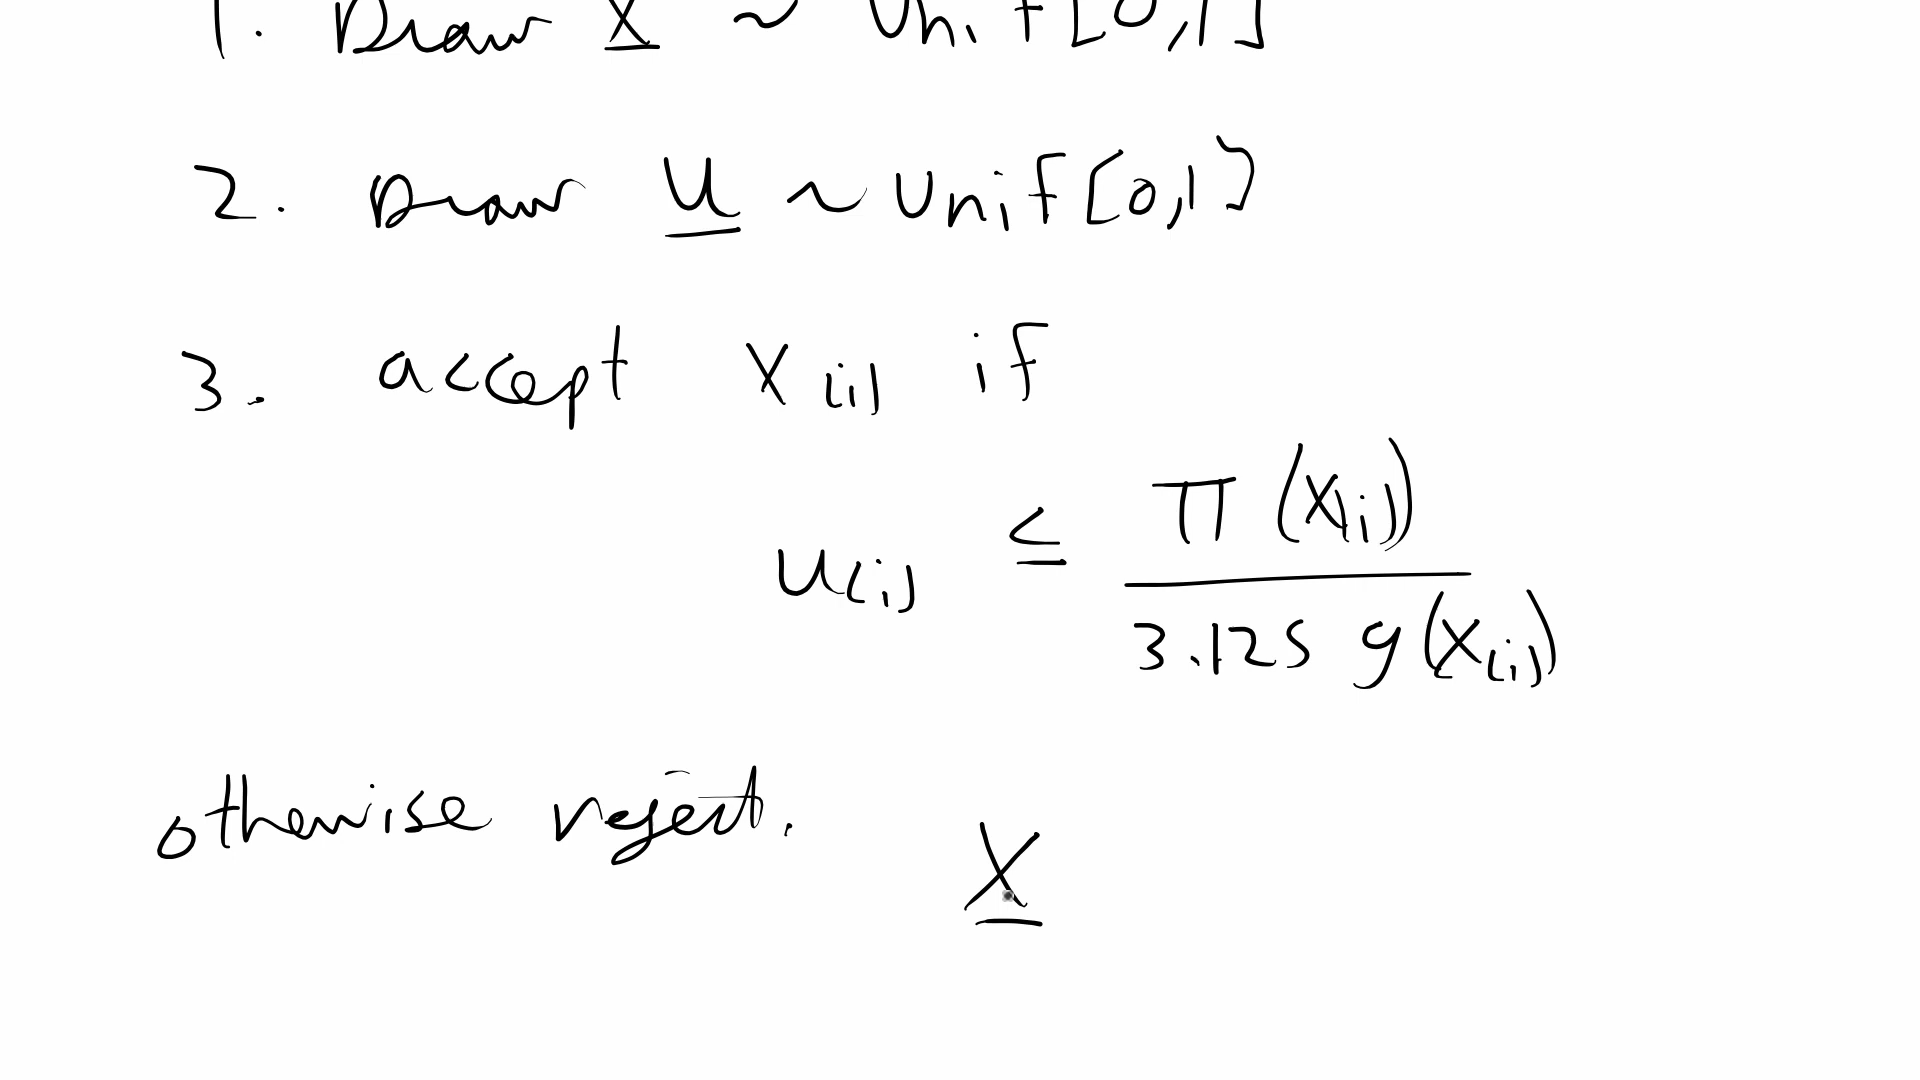 1. Draw X ~ Unif[0,1]
2. Draw U ~ Unif[0,1]
3. accept X(i) if
U(i) ≤ π(X(i)) / 3.125 g(X(i))
otherwise reject.
X